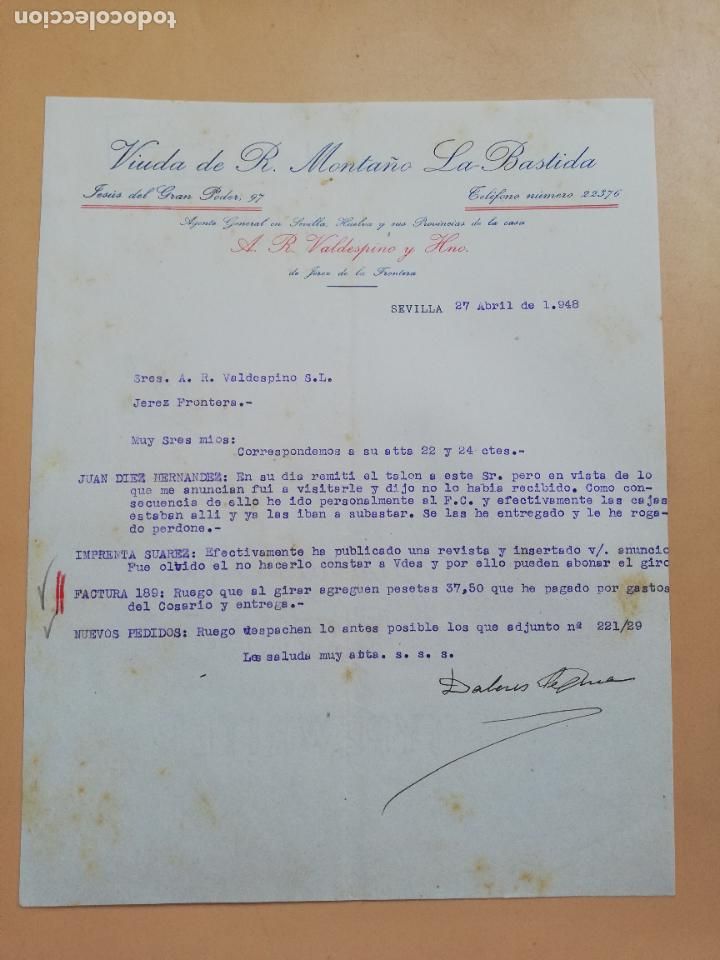 todocoleccion
Viuda de R. Montaño La-Bastida
Jesús del Gran Poder, 97
Teléfono número 22376
Agente General en Sevilla, Huelva y sus Provincias de la casa
A. R. Valdespino y Hno.
de Jerez de la Frontera
SEVILLA 27 Abril de 1.948
Sres. A. R. Valdespino S.L.
Jerez Frontera.-
Muy Sres mios:
Correspondemos a su atta 22 y 24 ctes.-
JUAN DIEZ HERNANDEZ: En su dia remiti el talon a este Sr. pero en vista de lo
que me anuncian fui a visitarle y dijo no lo habia recibido. Como con-
secuencia de ello he ido personalmente al F.C. y efectivamente las cajas
estaban alli y ya las iban a subastar. Se las he entregado y le he roga-
do perdone.-
IMPRENTA SUAREZ: Efectivamente ha publicado una revista y insertado v/. anuncio
Fue olvido el no hacerlo constar a Vdes y por ello pueden abonar el giro
FACTURA 189: Ruego que al girar agreguen pesetas 37,50 que he pagado por gastos
del Cosario y entrega.-
NUEVOS PEDIDOS: Ruego despachen lo antes posible los que adjunto nª 221/29
Les saluda muy atta. s. s. s.
Dolores